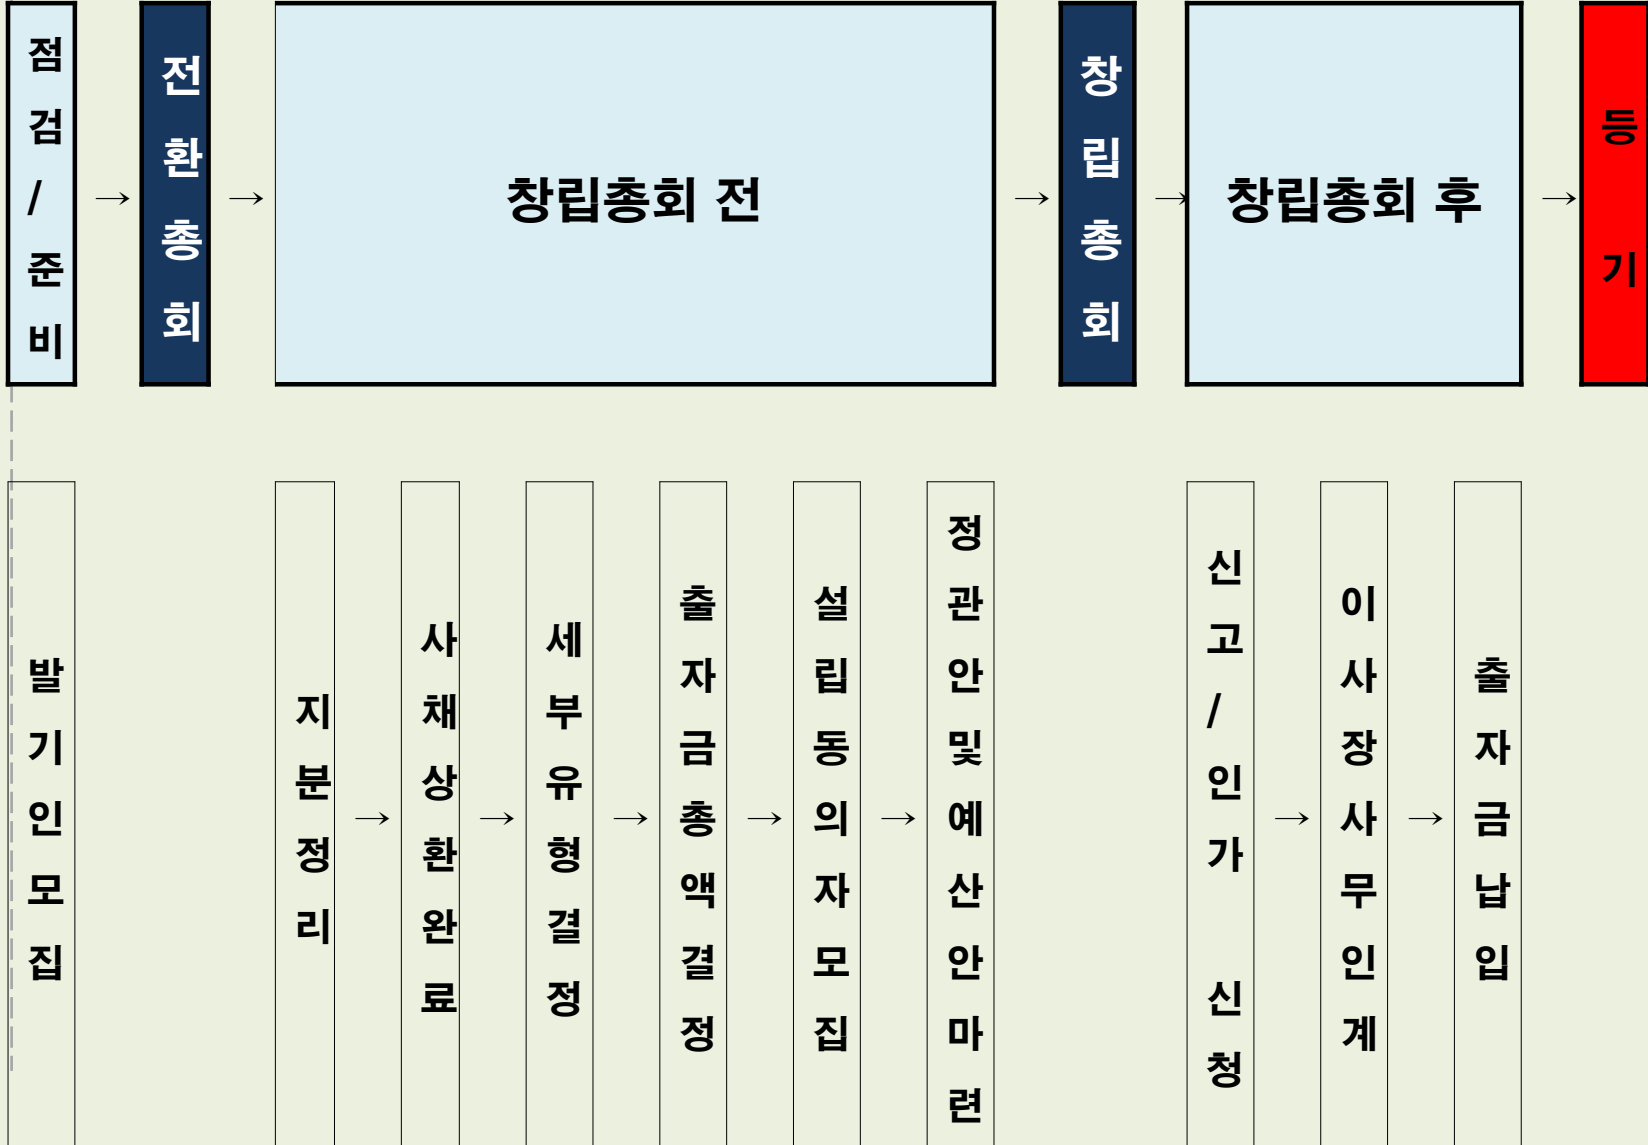 점검/준비
→
전환총회
→
창립총회 전
→
창립총회
→
창립총회 후
→
등기
발기인모집
지분정리
→
사채상환완료
→
세부유형결정
→
출자금총액결정
→
설립동의자모집
→
정관안및예산안마련
신고/인가 신청
→
이사장사무인계
→
출자금납입